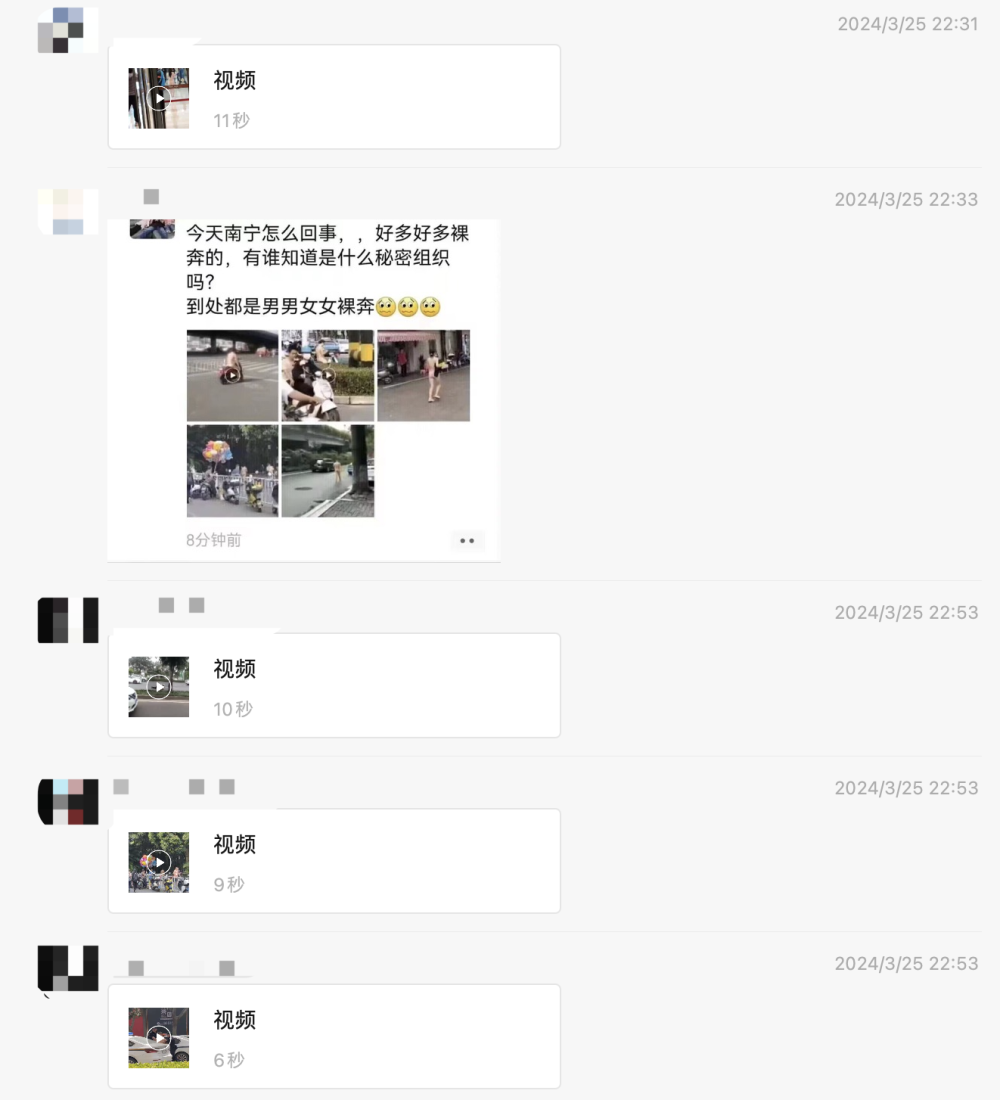 2024/3/25 22:31
视频
11秒
2024/3/25 22:33
今天南宁怎么回事，，好多好多裸
奔的，有谁知道是什么秘密组织
吗？
到处都是男男女女裸奔
8分钟前
2024/3/25 22:53
视频
10秒
2024/3/25 22:53
视频
9秒
2024/3/25 22:53
视频
6秒